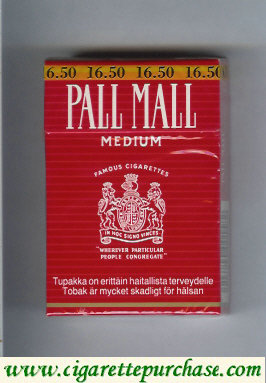 6.50 16.50 16.50 16.50
PALL MALL
MEDIUM
FAMOUS CIGARETTES
IN HOC SIGNO VINCES
"WHEREVER PARTICULAR
PEOPLE CONGREGATE"
Tupakka on erittäin haitallista terveydelle
Tobak är mycket skadligt för hälsan
www.cigarettepurchase.com